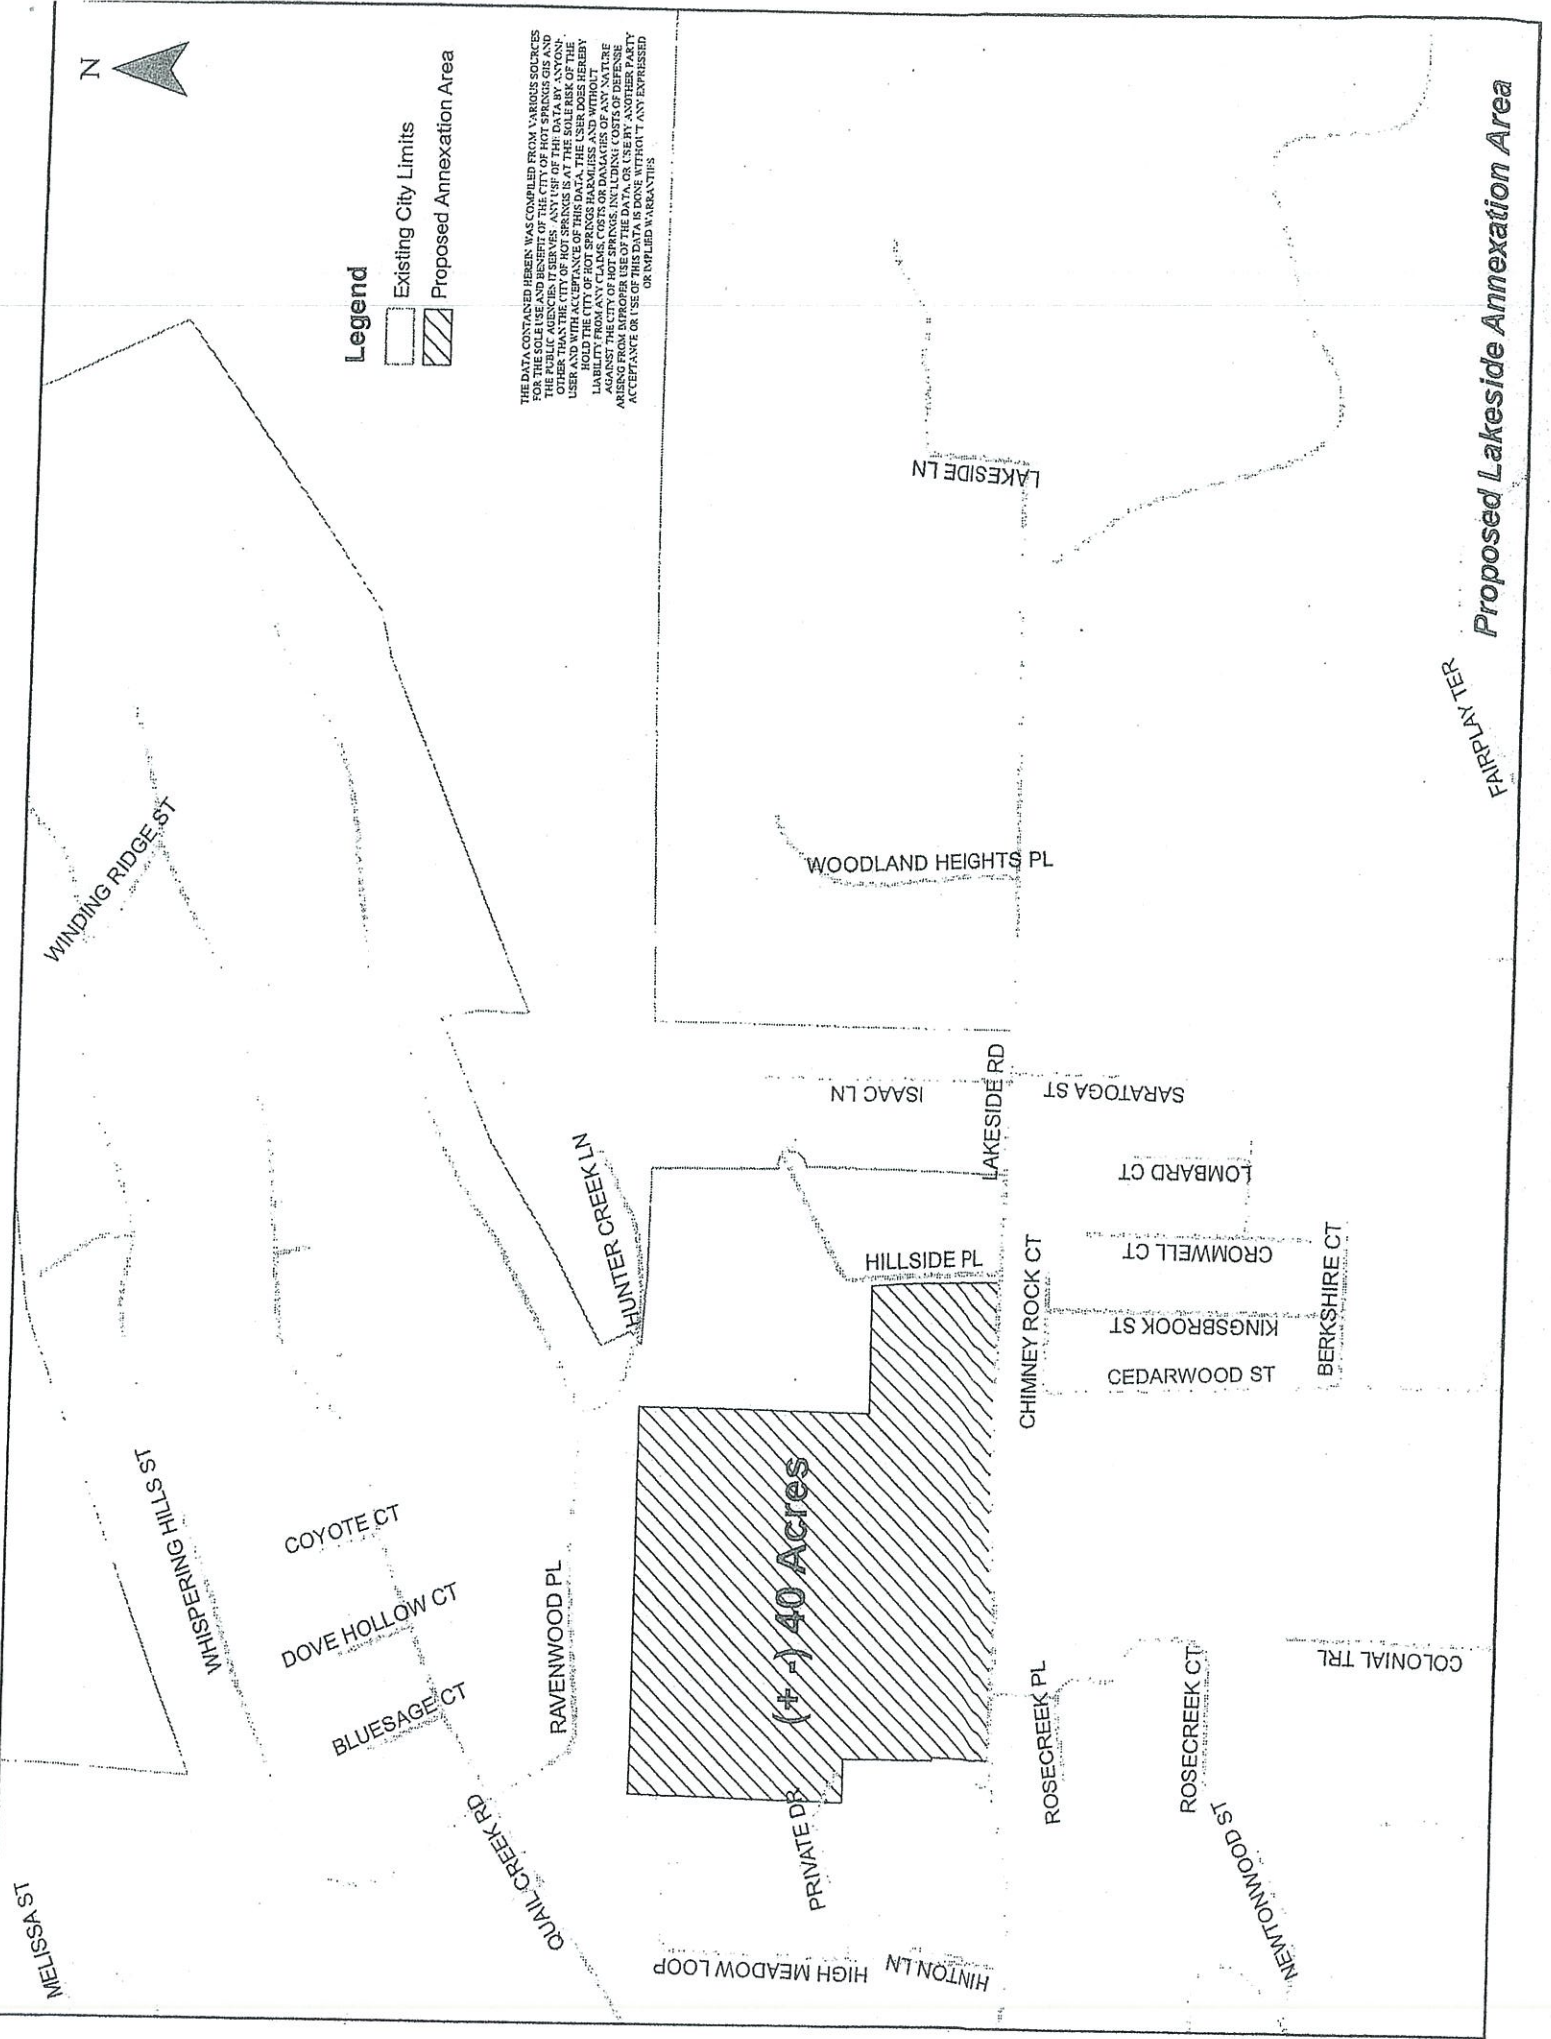 N
Legend
Existing City Limits
Proposed Annexation Area
THE DATA CONTAINED HEREIN WAS COMPILED FROM VARIOUS SOURCES
FOR THE SOLE USE AND BENEFIT OF THE CITY OF HOT SPRINGS GIS AND
THE PUBLIC AGENCIES IT SERVES. ANY USE OF THE DATA BY ANYONE
OTHER THAN THE CITY OF HOT SPRINGS IS AT THE SOLE RISK OF THE
USER AND WITH ACCEPTANCE OF THIS DATA, THE USER DOES HEREBY
HOLD THE CITY OF HOT SPRINGS HARMLESS AND WITHOUT
LIABILITY FROM ANY CLAIMS, COSTS OR DAMAGES OF ANY NATURE
AGAINST THE CITY OF HOT SPRINGS, INCLUDING COSTS OF DEFENSE
ARISING FROM IMPROPER USE OF THE DATA, OR USE BY ANOTHER PARTY
ACCEPTANCE OR USE OF THIS DATA IS DONE WITHOUT ANY EXPRESSED
OR IMPLIED WARRANTIES
MELISSA ST
WINDING RIDGE ST
WHISPERING HILLS ST
COYOTE CT
DOVE HOLLOW CT
BLUESAGE CT
QUAIL CREEK RD
RAVENWOOD PL
HUNTER CREEK LN
HIGH MEADOW LOOP
HINTON LN
PRIVATE DR
(+ -) 40 Acres
HILLSIDE PL
ISAAC LN
LAKESIDE RD
WOODLAND HEIGHTS PL
LAKESIDE LN
SARATOGA ST
LOMBARD CT
CROMWELL CT
CHIMNEY ROCK CT
KINGSBROOK ST
CEDARWOOD ST
BERKSHIRE CT
ROSECREEK PL
ROSECREEK CT
NEWTONWOOD ST
COLONIAL TRL
FAIRPLAY TER
Proposed Lakeside Annexation Area